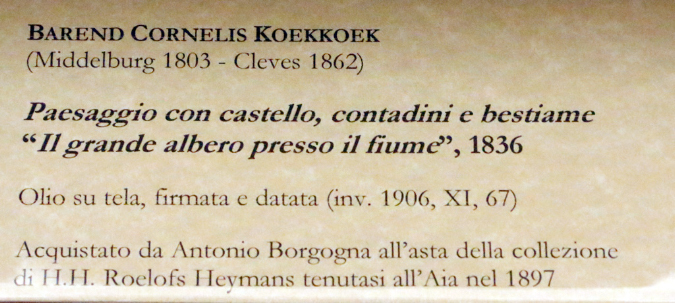 BAREND CORNELIS KOEKKOEK
(Middelburg 1803 - Cleves 1862)
Paesaggio con castello, contadini e bestiame
“Il grande albero presso il fiume”, 1836
Olio su tela, firmata e datata (inv. 1906, XI, 67)
Acquistato da Antonio Borgogna all’asta della collezione
di H.H. Roelofs Heymans tenutasi all’Aia nel 1897